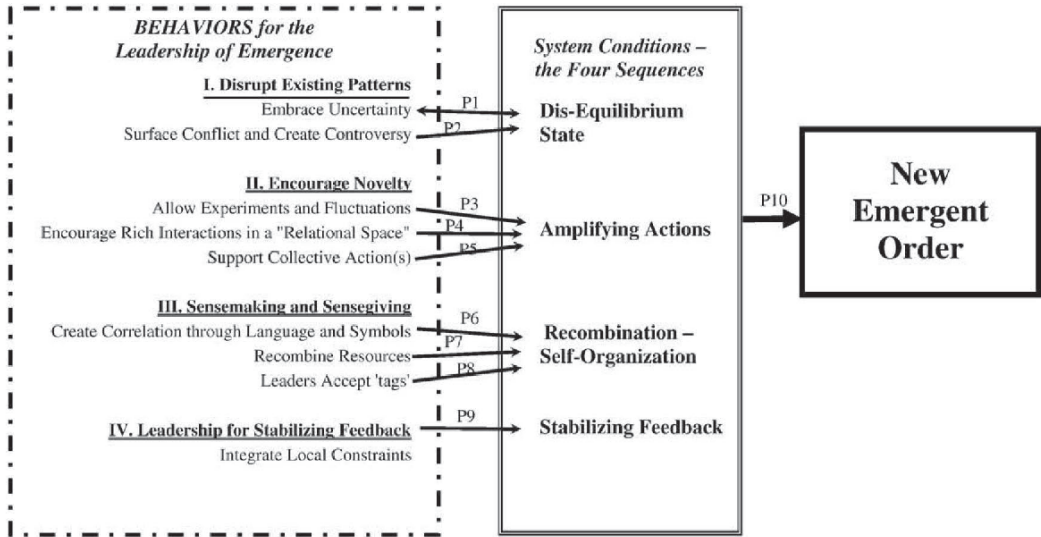 BEHAVIORS for the
Leadership of Emergence
I. Disrupt Existing Patterns
Embrace Uncertainty
Surface Conflict and Create Controversy
II. Encourage Novelty
Allow Experiments and Fluctuations
Encourage Rich Interactions in a "Relational Space"
Support Collective Action(s)
III. Sensemaking and Sensegiving
Create Correlation through Language and Symbols
Recombine Resources
Leaders Accept 'tags'
IV. Leadership for Stabilizing Feedback
Integrate Local Constraints
P1
P2
P3
P4
P5
P6
P7
P8
P9
System Conditions –
the Four Sequences
Dis-Equilibrium
State
Amplifying Actions
Recombination –
Self-Organization
Stabilizing Feedback
P10
New
Emergent
Order